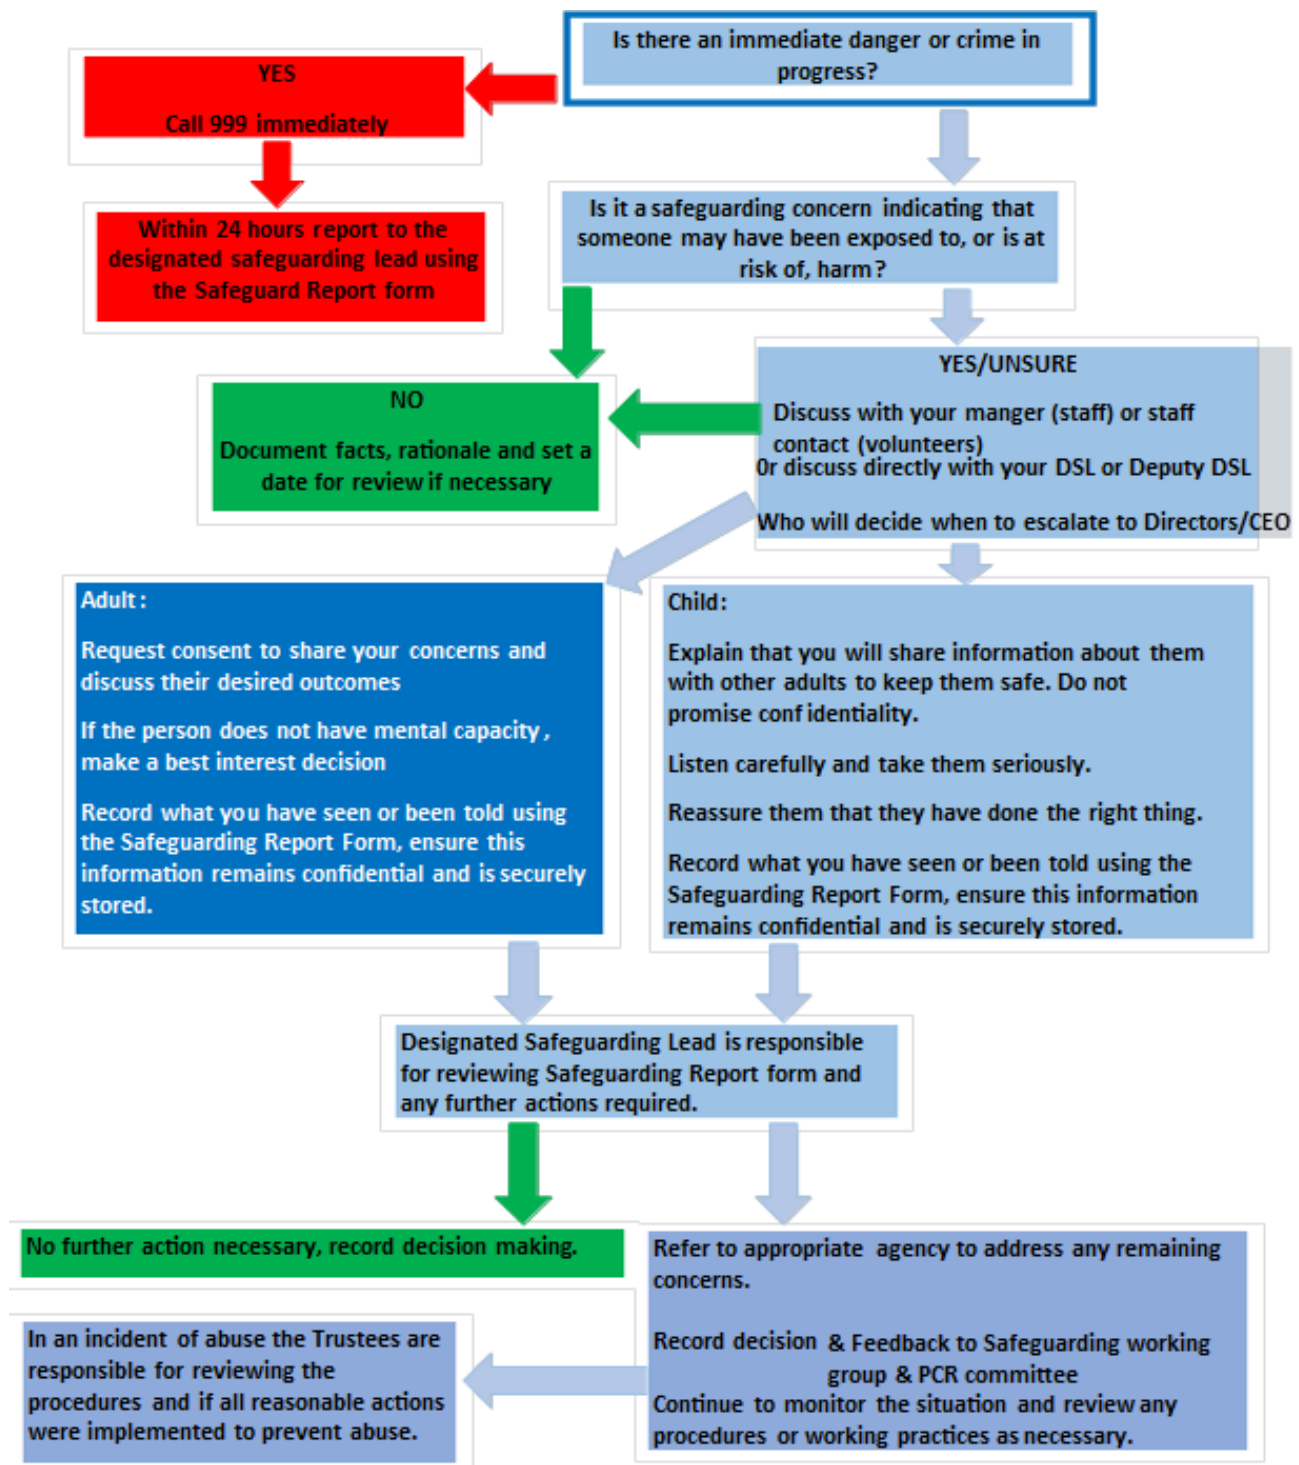 Is there an immediate danger or crime in
progress?
YES
Call 999 immediately
Within 24 hours report to the
designated safeguarding lead using
the Safeguard Report form
Is it a safeguarding concern indicating that
someone may have been exposed to, or is at
risk of, harm?
YES/UNSURE
Discuss with your manger (staff) or staff
contact (volunteers)
0r discuss directly with your DSL or Deputy DSL
Who will decide when to escalate to Directors/CEO
NO
Document facts, rationale and set a
date for review if necessary
Adult:
Request consent to share your concerns and
discuss their desired outcomes
If the person does not have mental capacity,
make a best interest decision
Record what you have seen or been told using
the Safeguarding Report Form, ensure this
information remains confidential and is securely
stored.
Child:
Explain that you will share information about them
with other adults to keep them safe. Do not
promise confidentiality.
Listen carefully and take them seriously.
Reassure them that they have done the right thing.
Record what you have seen or been told using the
Safeguarding Report Form, ensure this information
remains confidential and is securely stored.
Designated Safeguarding Lead is responsible
for reviewing Safeguarding Report form and
any further actions required.
No further action necessary, record decision making.
Refer to appropriate agency to address any remaining
concerns.
Record decision & Feedback to Safeguarding working
group & PCR committee
Continue to monitor the situation and review any
procedures or working practices as necessary.
In an incident of abuse the Trustees are
responsible for reviewing the
procedures and if all reasonable actions
were implemented to prevent abuse.